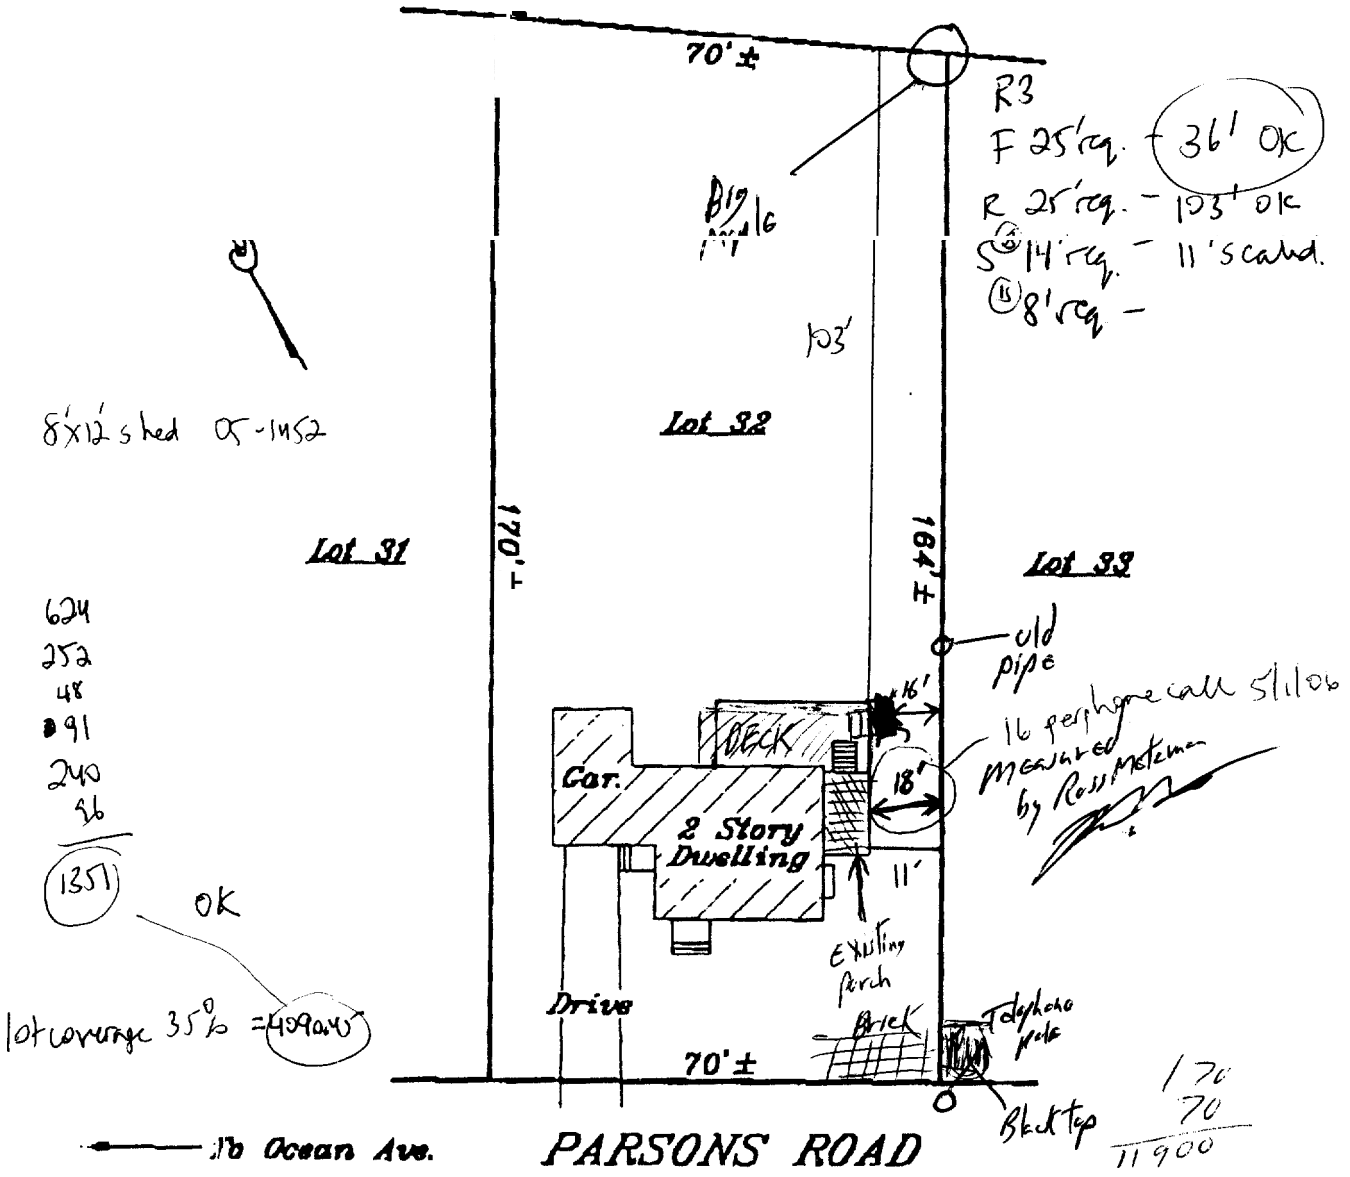 70' ±
R3
F 25' req. - 36' OK
R 25' req. - 103' OK
S 14' req. - 11' scaled.
8' req -
Big
103'
8'x12' shed 05-1452
Lot 32
170'
164' ±
Lot 31
Lot 33
old
pipe
624
252
48
91
240
96
1351
OK
lot coverage 35% =
16'
16 per phone call 5/1/06
Measured
by Ross
DECK
Gar.
18'
2 Story
Dwelling
11'
Existing
Porch
Drive
Brick
Telephone
Pole
70' ±
Black top
170
70
11900
To Ocean Ave.
PARSONS ROAD